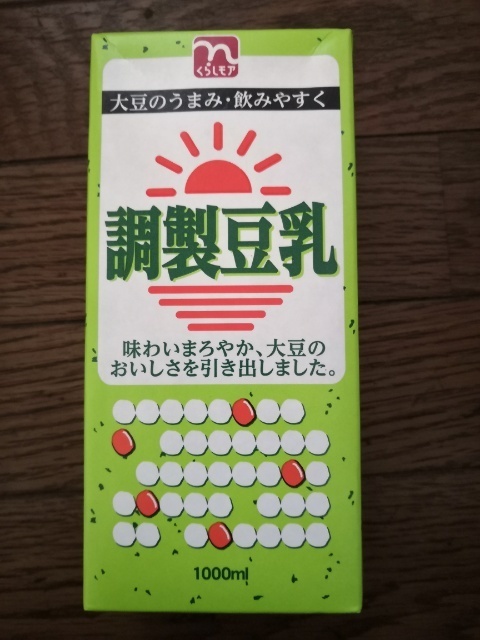 くらしモア
大豆のうまみ・飲みやすく
調製豆乳
味わいまろやか、大豆の
おいしさを引き出しました。
1000ml